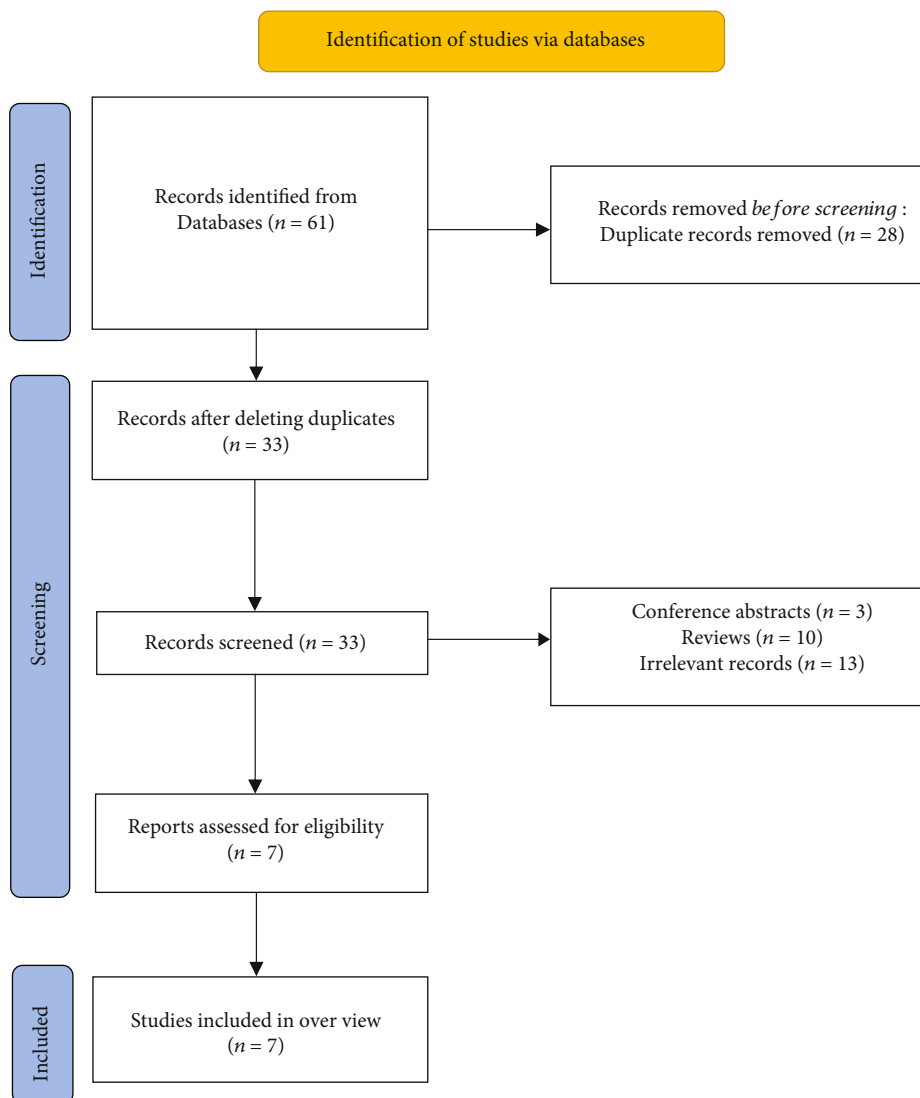 Identification of studies via databases
Identification
Records identified from
Databases (n = 61)
Records removed before screening :
Duplicate records removed (n = 28)
Screening
Records after deleting duplicates
(n = 33)
Records screened (n = 33)
Conference abstracts (n = 3)
Reviews (n = 10)
Irrelevant records (n = 13)
Reports assessed for eligibility
(n = 7)
Included
Studies included in over view
(n = 7)